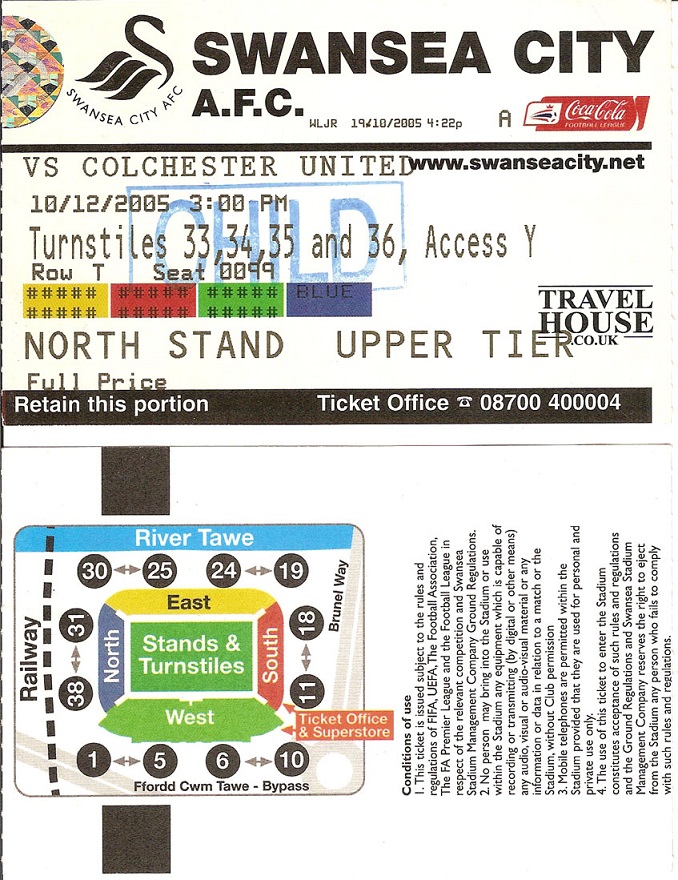 SWANSEA CITY AFC
SWANSEA CITY
A.F.C.
WLJR 19/10/2005 4:22p A
Coca-Cola
FOOTBALL LEAGUE
VS COLCHESTER UNITED
www.swanseacity.net
10/12/2005 3:00 PM
CHILD
Turnstiles 33,34,35 and 36, Access Y
Row T Seat 0099
##### ##### ##### BLUE
##### ##### #####
TRAVEL
HOUSE
.CO.UK
NORTH STAND UPPER TIER
Full Price
Retain this portion Ticket Office ☎ 08700 400004
River Tawe
30 25 24 19
East
Railway
31
38
North
Stands &
Turnstiles
South
18
11
Brunel Way
West
Ticket Office
& Superstore
1 5 6 10
Ffordd Cwm Tawe - Bypass
Conditions of use
1. This ticket is issued subject to the rules and
regulations of FIFA, UEFA, The Football Association,
The FA Premier League and the Football League in
respect of the relevant competition and Swansea
Stadium Management Company Ground Regulations.
2. No person may bring into the Stadium or use
within the Stadium any equipment which is capable of
recording or transmitting (by digital or other means)
any audio, visual or audio-visual material or any
information or data in relation to a match or the
Stadium, without Club permission
3. Mobile telephones are permitted within the
Stadium provided that they are used for personal and
private use only.
4. The use of this ticket to enter the Stadium
constitutes acceptance of such rules and regulations
and the Ground Regulations and Swansea Stadium
Management Company reserves the right to eject
from the Stadium any person who fails to comply
with such rules and regulations.